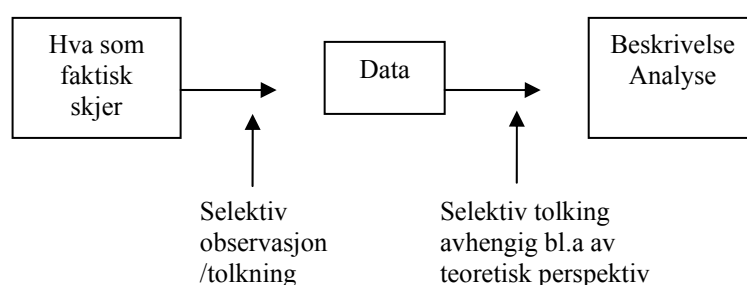 Hva som
faktisk
skjer
Data
Beskrivelse
Analyse
Selektiv
observasjon
/tolkning
Selektiv tolking
avhengig bl.a av
teoretisk perspektiv